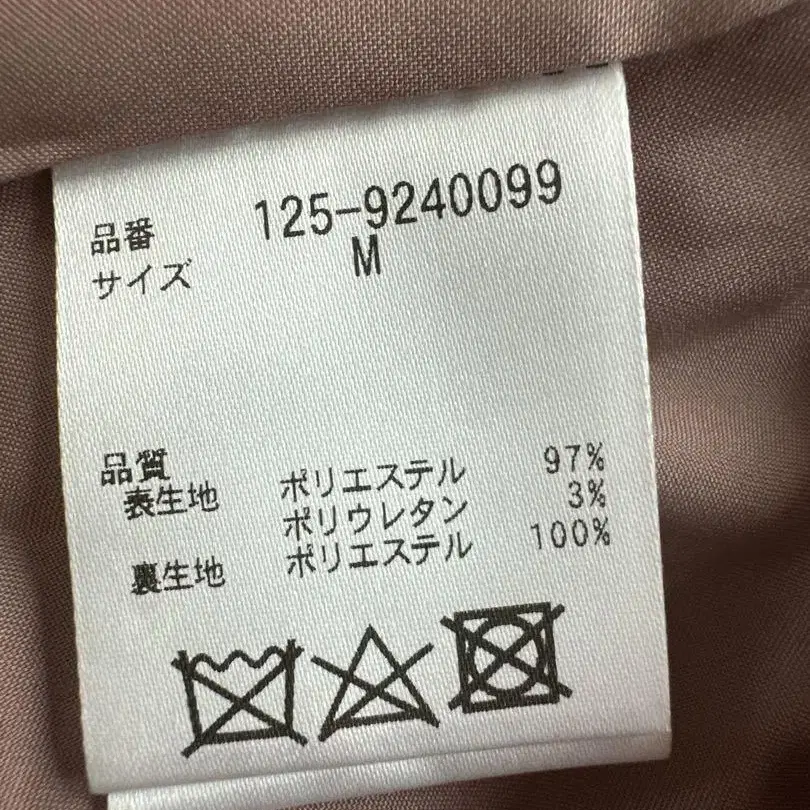 品番 125-9240099
サイズ M
品質
表生地 ポリエステル 97%
ポリウレタン 3%
裏生地 ポリエステル 100%